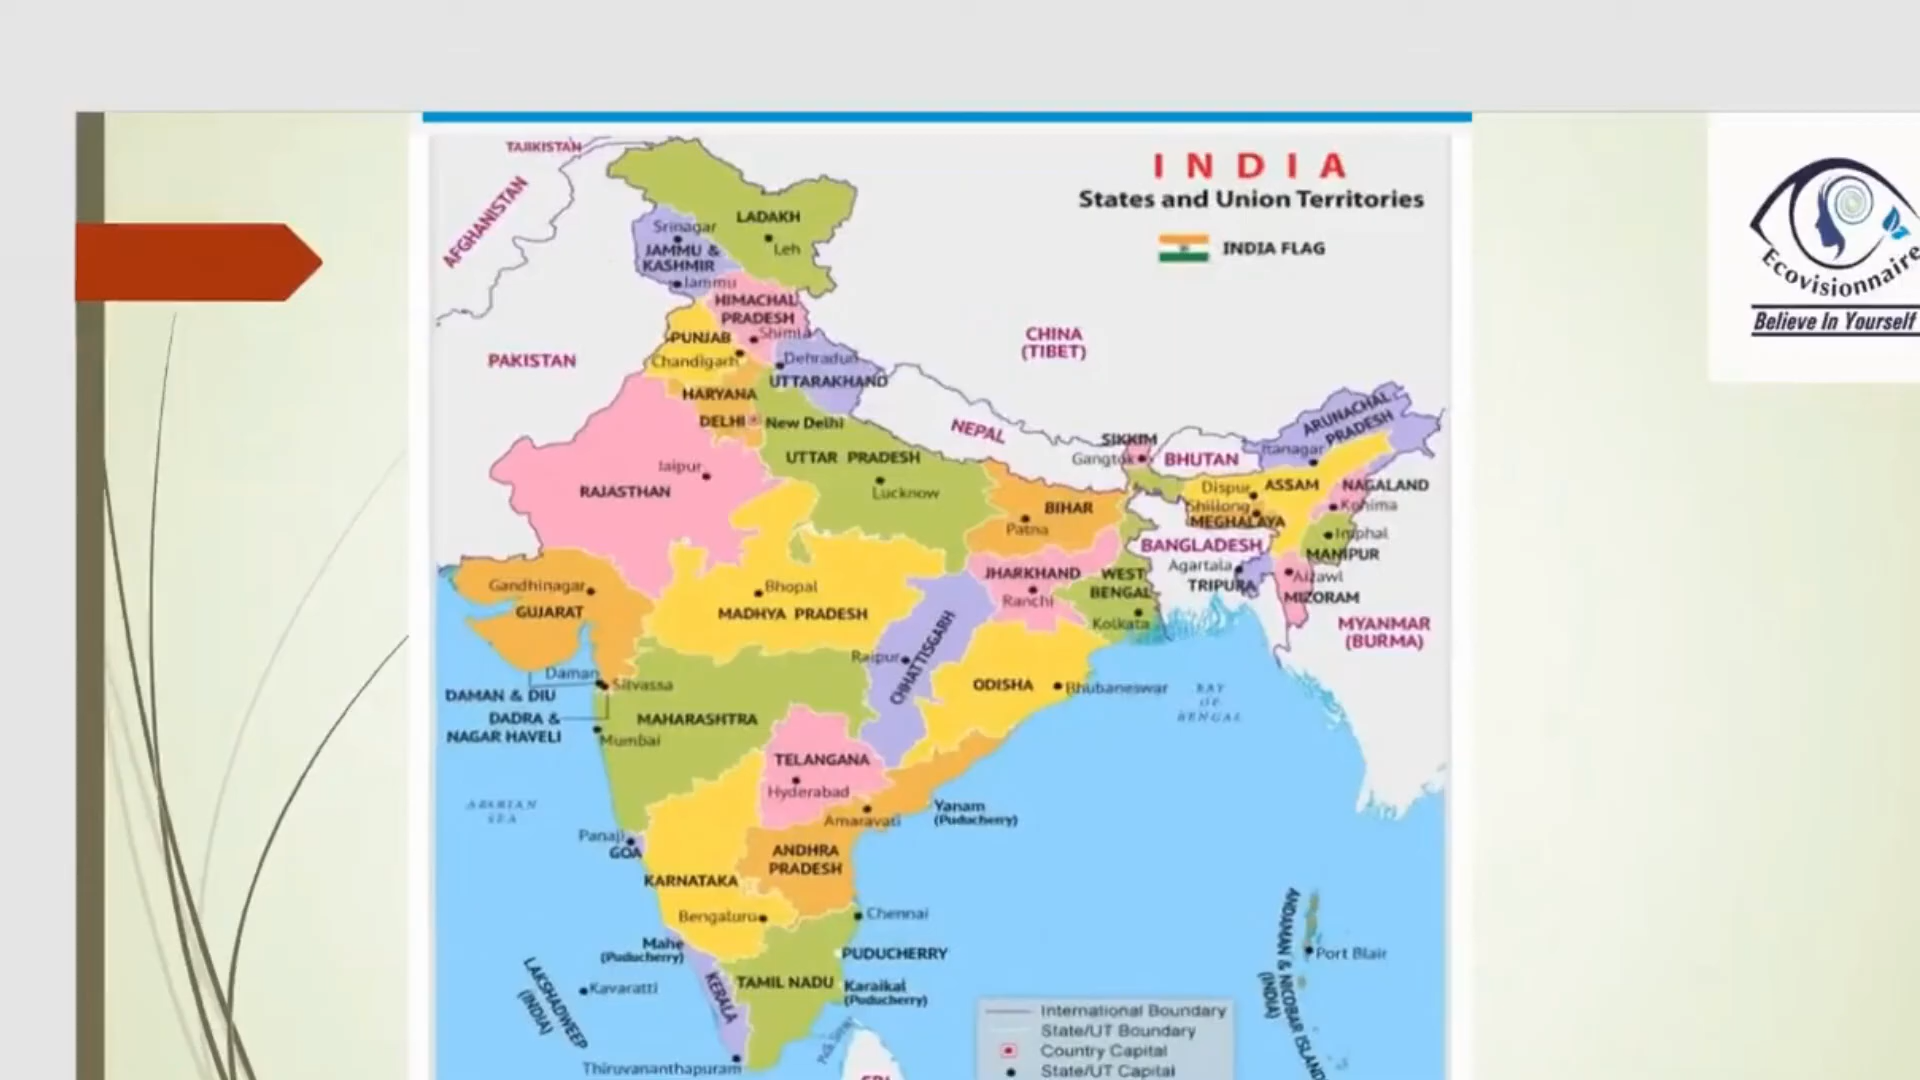 TAJIKISTAN
AFGHANISTAN
INDIA
States and Union Territories
INDIA FLAG
Ecovisionnaire
Believe In Yourself
LADAKH
Leh
Srinagar
JAMMU &
KASHMIR
Jammu
HIMACHAL
PRADESH
Shimla
PUNJAB
Chandigarh
Dehradun
UTTARAKHAND
HARYANA
DELHI
New Delhi
PAKISTAN
CHINA
(TIBET)
NEPAL
UTTAR PRADESH
Lucknow
Jaipur
RAJASTHAN
SIKKIM
Gangtok
BHUTAN
ARUNACHAL
PRADESH
Itanagar
Dispur
ASSAM
NAGALAND
Kohima
Shillong
MEGHALAYA
Imphal
MANIPUR
BIHAR
Patna
BANGLADESH
Agartala
TRIPURA
Aizawl
MIZORAM
MYANMAR
(BURMA)
JHARKHAND
Ranchi
WEST
BENGAL
Kolkata
Gandhinagar
GUJARAT
Bhopal
MADHYA PRADESH
CHHATTISGARH
Raipur
ODISHA
Bhubaneswar
BAY
OF
BENGAL
Daman
Silvassa
DAMAN & DIU
DADRA &
NAGAR HAVELI
MAHARASHTRA
Mumbai
TELANGANA
Hyderabad
Amaravati
Yanam
(Puducherry)
ARABIAN
SEA
Panaji
GOA
ANDHRA
PRADESH
KARNATAKA
Bengaluru
Chennai
Mahe
(Puducherry)
PUDUCHERRY
KERALA
TAMIL NADU
Karaikal
(Puducherry)
LAKSHADWEEP
(INDIA)
Kavaratti
Thiruvananthapuram
ANDAMAN & NICOBAR ISLAND
(INDIA)
Port Blair
International Boundary
State/UT Boundary
Country Capital
State/UT Capital